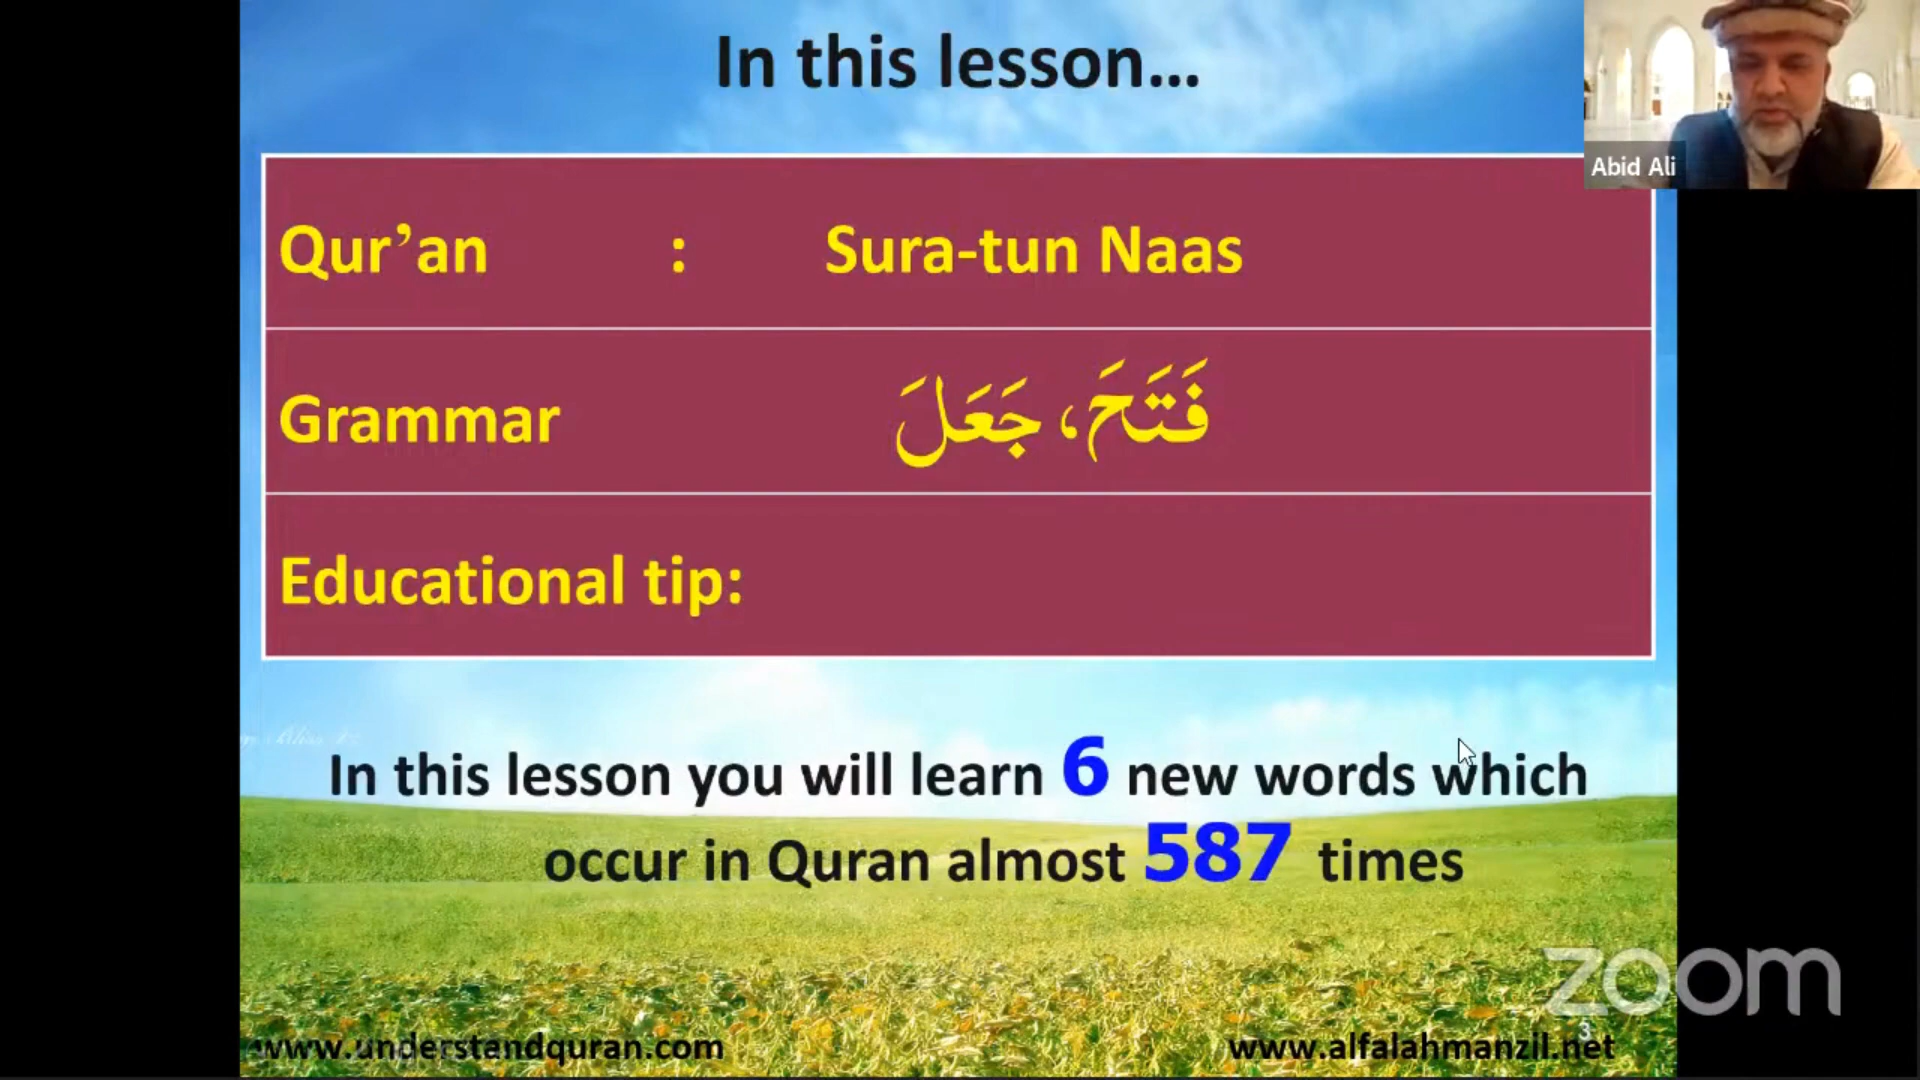 In this lesson...
Abid Ali
Qur’an : Sura-tun Naas
Grammar فَتَحَ، جَعَلَ
Educational tip:
In this lesson you will learn 6 new words which
occur in Quran almost 587 times
zoom
3
www.understandquran.com
www.alfalahmanzil.net